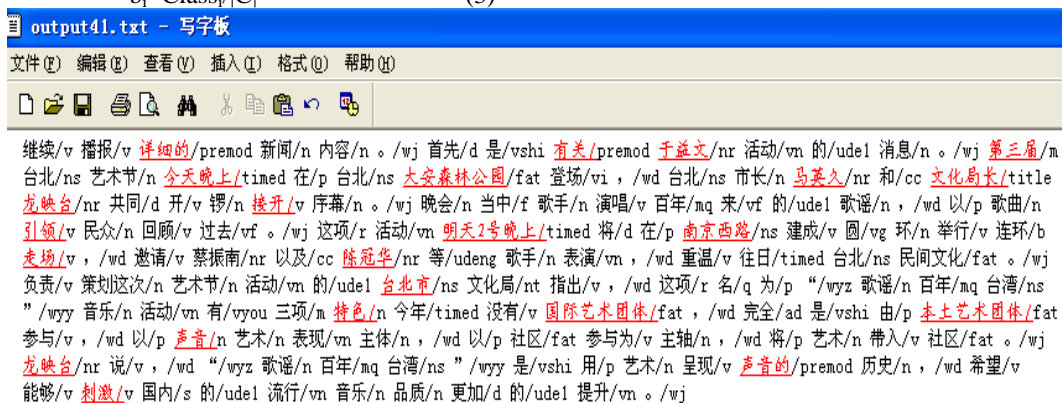 b_i=Class_i/|C| (3)
output41.txt - 写字板
文件(F) 编辑(E) 查看(V) 插入(I) 格式(O) 帮助(H)
继续/v 播报/v 详细的/premod 新闻/n 内容/n 。/wj 首先/d 是/vshi 有关/premod 于益文/nr 活动/vn 的/ude1 消息/n 。/wj 第三届/m
台北/ns 艺术节/n 今天晚上/timed 在/p 台北/ns 大安森林公园/fat 登场/vi ，/wd 台北/ns 市长/n 马英久/nr 和/cc 文化局长/title
龙映台/nr 共同/d 开/v 锣/n 接开/v 序幕/n 。/wj 晚会/n 当中/f 歌手/n 演唱/v 百年/mq 来/vf 的/ude1 歌谣/n ，/wd 以/p 歌曲/n
引领/v 民众/n 回顾/v 过去/vf 。/wj 这项/r 活动/vn 明天2号晚上/timed 将/d 在/p 南京西路/ns 建成/v 圆/vg 环/n 举行/v 连环/b
走场/v ，/wd 邀请/v 蔡振南/nr 以及/cc 陈冠华/nr 等/udeng 歌手/n 表演/vn ，/wd 重温/v 往日/timed 台北/ns 民间文化/fat 。/wj
负责/v 策划这次/n 艺术节/n 活动/vn 的/ude1 台北市/ns 文化局/nt 指出/v ，/wd 这项/r 名/q 为/p “/wyz 歌谣/n 百年/mq 台湾/ns
”/wyy 音乐/n 活动/vn 有/vyou 三项/m 特色/n 今年/timed 没有/v 国际艺术团体/fat ，/wd 完全/ad 是/vshi 由/p 本土艺术团体/fat
参与/v ，/wd 以/p 声音/n 艺术/n 表现/vn 主体/n ，/wd 以/p 社区/fat 参与为/v 主轴/n ，/wd 将/p 艺术/n 带入/v 社区/fat 。/wj
龙映台/nr 说/v ，/wd “/wyz 歌谣/n 百年/mq 台湾/ns ”/wyy 是/vshi 用/p 艺术/n 呈现/v 声音的/premod 历史/n ，/wd 希望/v
能够/v 刺激/v 国内/s 的/ude1 流行/vn 音乐/n 品质/n 更加/d 的/ude1 提升/vn 。/wj